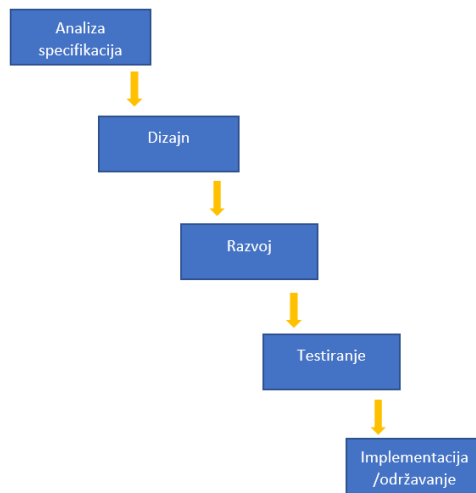 Analiza
specifikacija
Dizajn
Razvoj
Testiranje
Implementacija
/održavanje